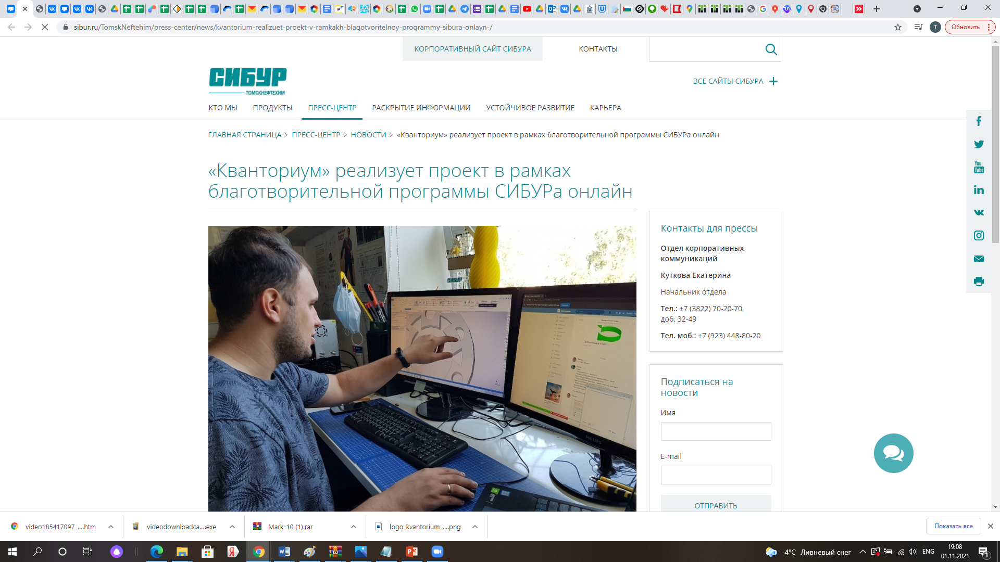 sibur.ru/TomskNeftehim/press-center/news/kvantorium-realizuet-proekt-v-ramkakh-blagotvoritelnoy-programmy-sibura-onlayn-/
T
Обновить
КОРПОРАТИВНЫЙ САЙТ СИБУРА
КОНТАКТЫ
СИБУР
ТОМСКНЕФТЕХИМ
ВСЕ САЙТЫ СИБУРА
КТО МЫ
ПРОДУКТЫ
ПРЕСС-ЦЕНТР
РАСКРЫТИЕ ИНФОРМАЦИИ
УСТОЙЧИВОЕ РАЗВИТИЕ
КАРЬЕРА
ГЛАВНАЯ СТРАНИЦА > ПРЕСС-ЦЕНТР > НОВОСТИ > «Кванториум» реализует проект в рамках благотворительной программы СИБУРа онлайн
«Кванториум» реализует проект в рамках
благотворительной программы СИБУРа онлайн
СИБУР
PHILIPS
Контакты для прессы
Отдел корпоративных
коммуникаций
Куткова Екатерина
Начальник отдела
Тел.: +7 (3822) 70-20-70,
доб. 32-49
Тел. моб.: +7 (923) 448-80-20
Подписаться на
новости
Имя
E-mail
ОТПРАВИТЬ
You
Tube
video185417097_....htm
videodownloadca....exe
Mark-10 (1).rar
logo_kvantorium_....png
Показать все
-4°C Ливневый снег
ENG
19:08
01.11.2021
1